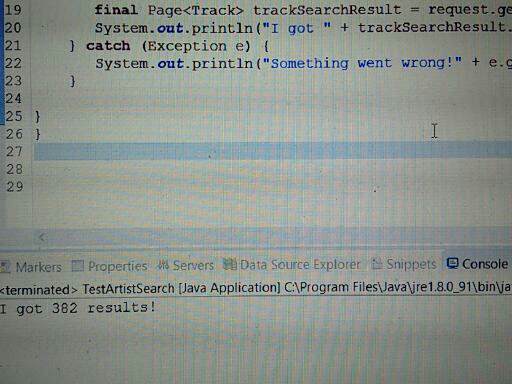 19 final Page<Track> trackSearchResult = request.ge
20 System.out.println("I got " + trackSearchResult.
21 } catch (Exception e) {
22 System.out.println("Something went wrong!" + e.g
23 }
24
25 }
26 }
27
28
29
Markers Properties Servers Data Source Explorer Snippets Console
<terminated> TestArtistSearch [Java Application] C:\Program Files\Java\jre1.8.0_91\bin\ja
I got 382 results!